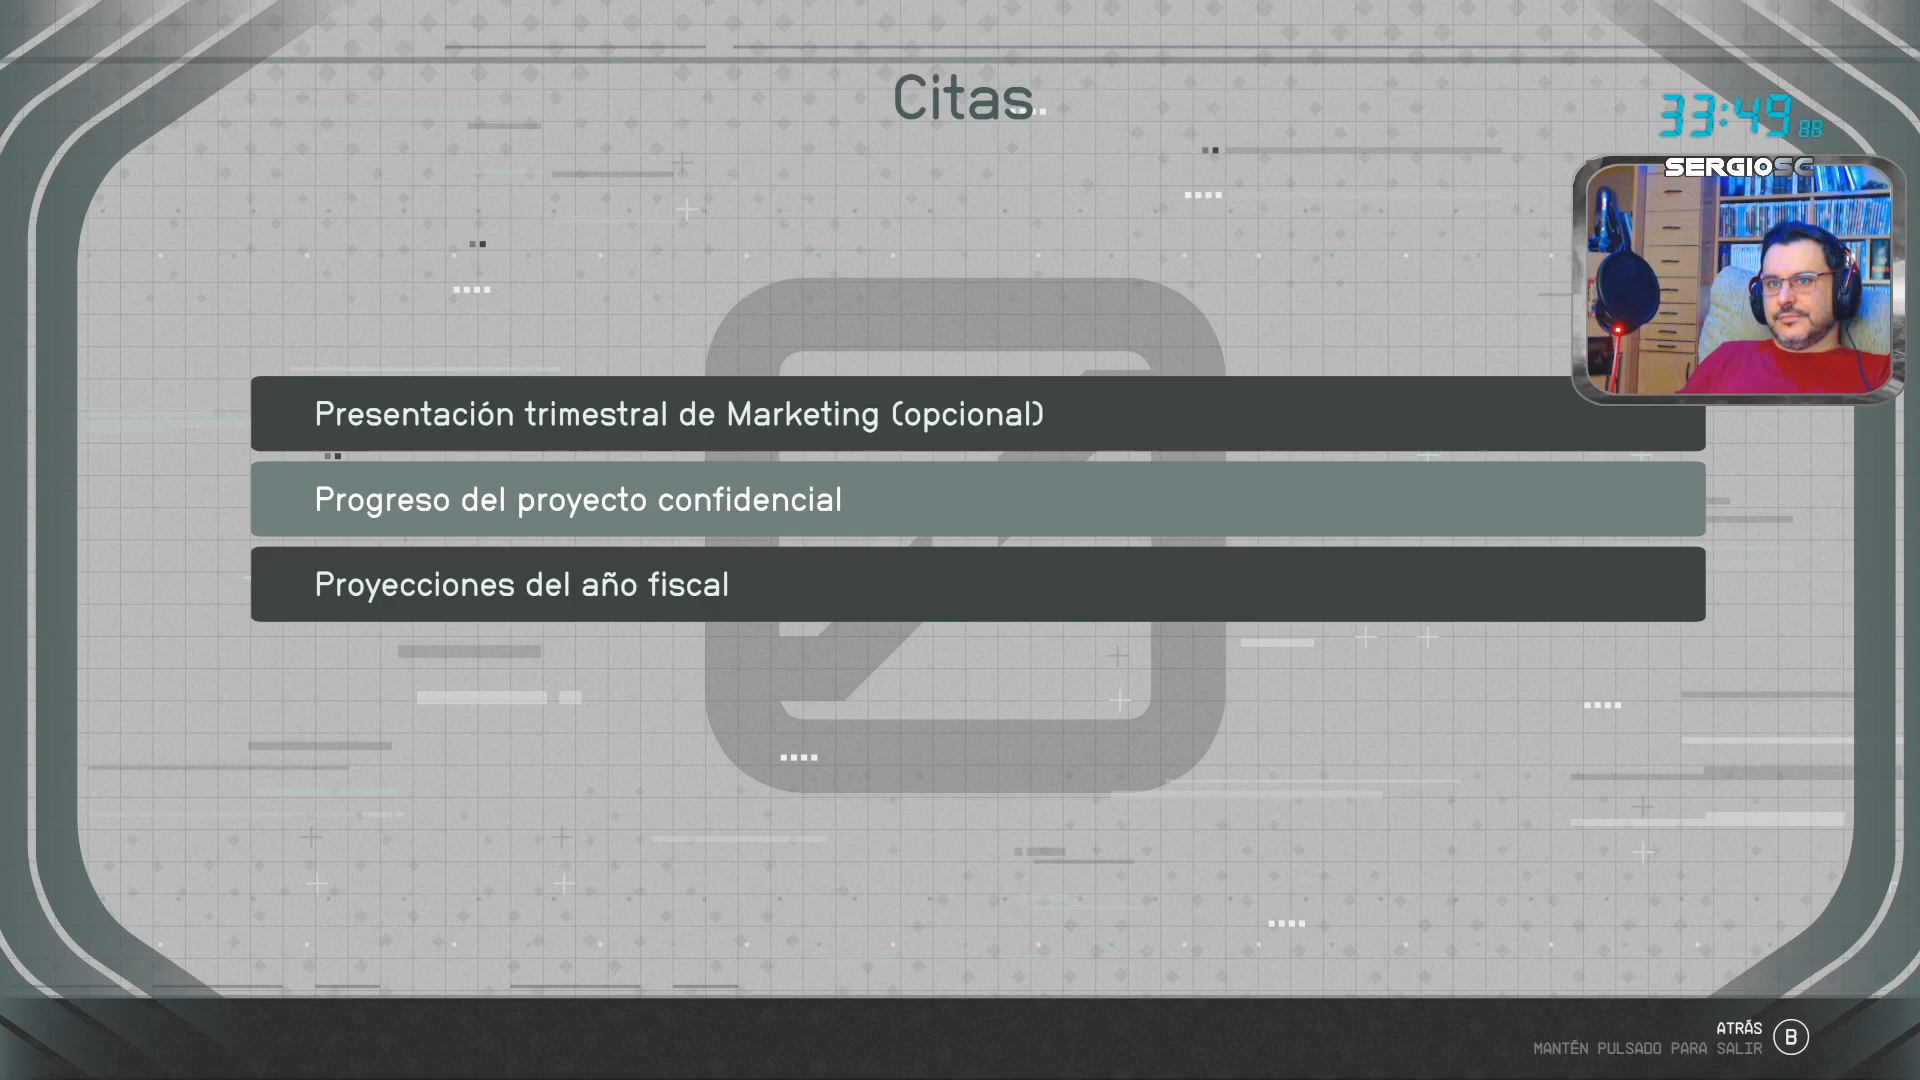 Citas
33:49 88
SERGIOSC
Presentación trimestral de Marketing (opcional)
Progreso del proyecto confidencial
Proyecciones del año fiscal
ATRÁS
B
MANTÉN PULSADO PARA SALIR